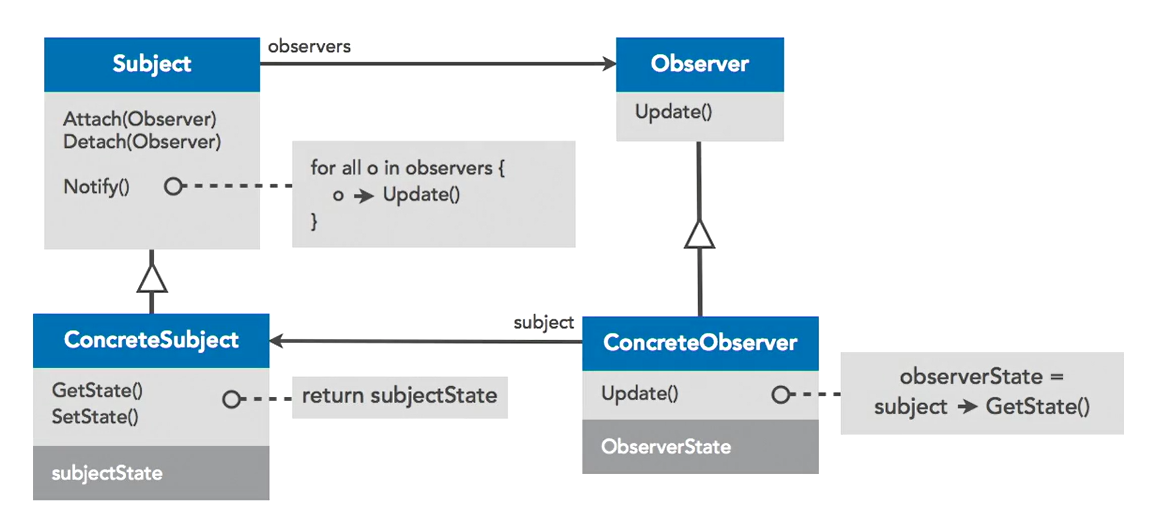 observers
Subject
Observer
Attach(Observer)
Detach(Observer)
Notify()
Update()
for all o in observers {
o → Update()
}
subject
ConcreteSubject
ConcreteObserver
GetState()
SetState()
return subjectState
subjectState
Update()
ObserverState
observerState =
subject → GetState()